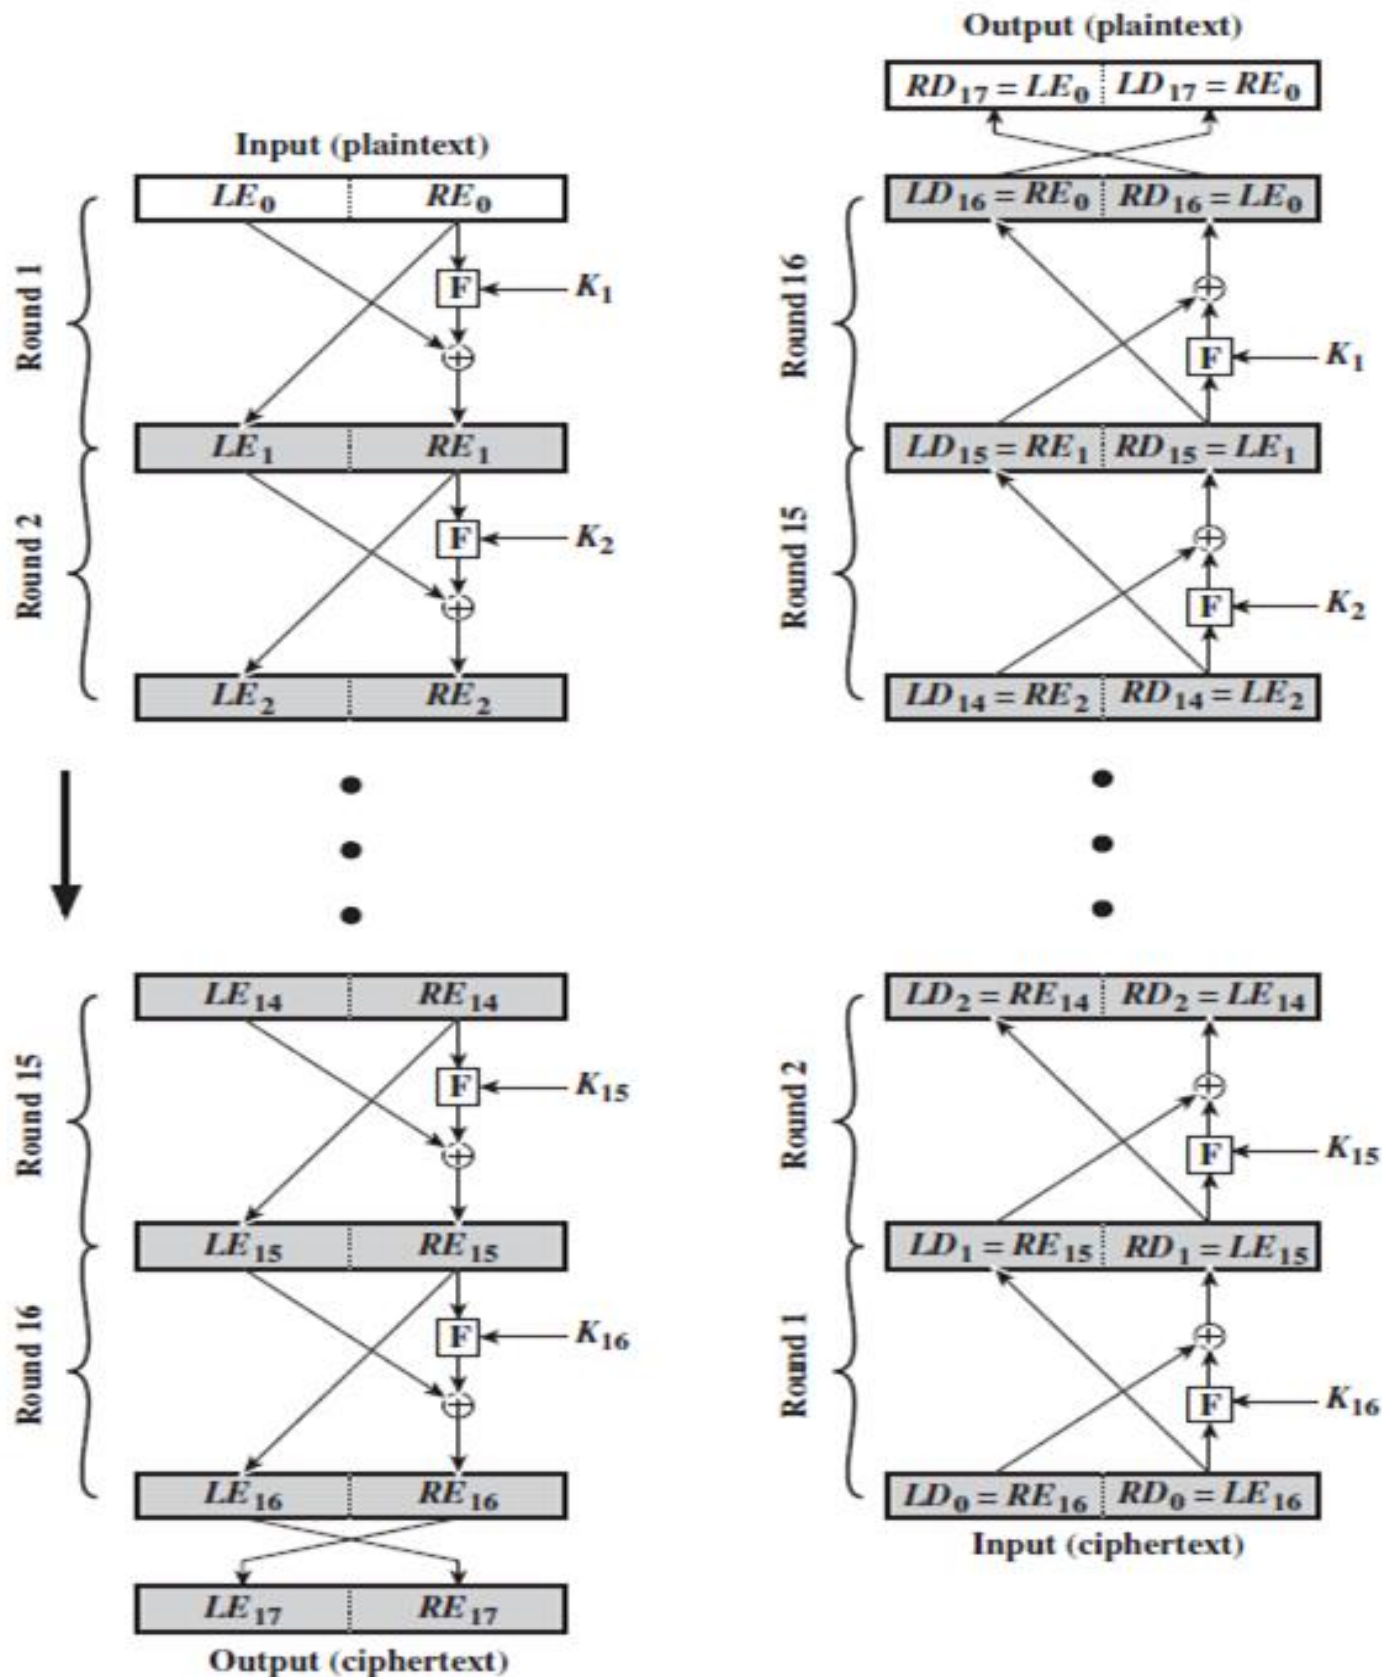 Input (plaintext)
LE₀ RE₀
Round 1
F
K₁
+
LE₁ RE₁
Round 2
F
K₂
+
LE₂ RE₂
LE₁₄ RE₁₄
Round 15
F
K₁₅
+
LE₁₅ RE₁₅
Round 16
F
K₁₆
+
LE₁₆ RE₁₆
LE₁₇ RE₁₇
Output (ciphertext)
Output (plaintext)
RD₁₇ = LE₀ LD₁₇ = RE₀
LD₁₆ = RE₀ RD₁₆ = LE₀
Round 16
+
F
K₁
LD₁₅ = RE₁ RD₁₅ = LE₁
Round 15
+
F
K₂
LD₁₄ = RE₂ RD₁₄ = LE₂
LD₂ = RE₁₄ RD₂ = LE₁₄
Round 2
+
F
K₁₅
LD₁ = RE₁₅ RD₁ = LE₁₅
Round 1
+
F
K₁₆
LD₀ = RE₁₆ RD₀ = LE₁₆
Input (ciphertext)